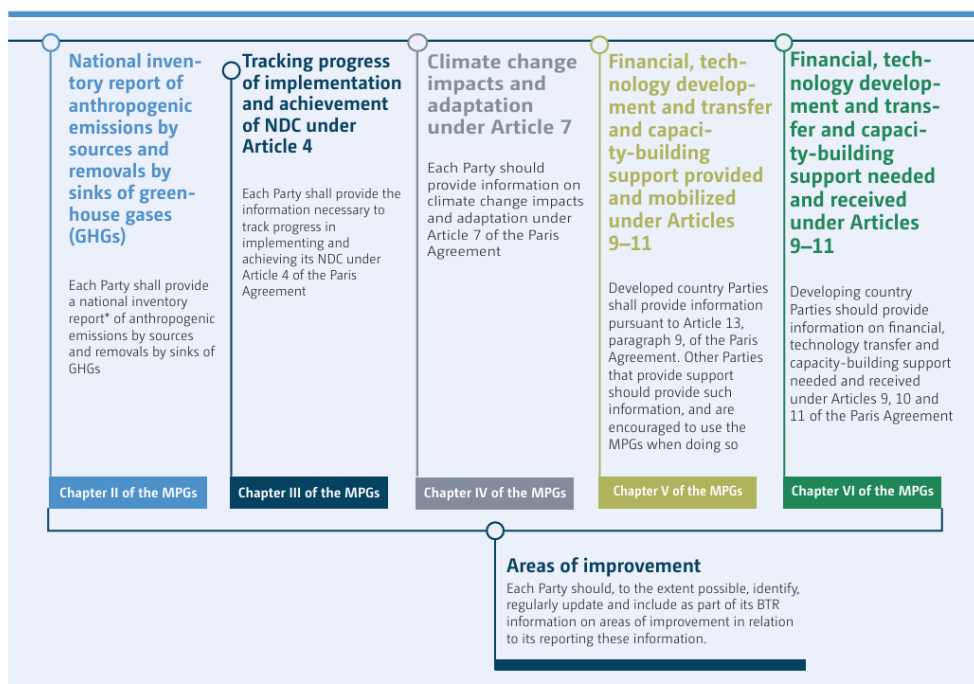 National inven-
tory report of
anthropogenic
emissions by
sources and
removals by
sinks of green-
house gases
(GHGs)
Each Party shall provide
a national inventory
report* of anthropogenic
emissions by sources
and removals by sinks of
GHGs
Chapter II of the MPGs
Tracking progress
of implementation
and achievement
of NDC under
Article 4
Each Party shall provide the
information necessary to
track progress in
implementing and
achieving its NDC under
Article 4 of the Paris
Agreement
Chapter III of the MPGs
Climate change
impacts and
adaptation
under Article 7
Each Party should
provide information on
climate change impacts
and adaptation under
Article 7 of the Paris
Agreement
Chapter IV of the MPGs
Financial, tech-
nology develop-
ment and transfer
and capaci-
ty-building
support provided
and mobilized
under Articles
9–11
Developed country Parties
shall provide information
pursuant to Article 13,
paragraph 9, of the Paris
Agreement. Other Parties
that provide support
should provide such
information, and are
encouraged to use the
MPGs when doing so
Chapter V of the MPGs
Financial, tech-
nology develop-
ment and trans-
fer and capaci-
ty-building
support needed
and received
under Articles
9–11
Developing country
Parties should provide
information on financial,
technology transfer and
capacity-building support
needed and received
under Articles 9, 10 and
11 of the Paris Agreement
Chapter VI of the MPGs
Areas of improvement
Each Party should, to the extent possible, identify,
regularly update and include as part of its BTR
information on areas of improvement in relation
to its reporting these information.